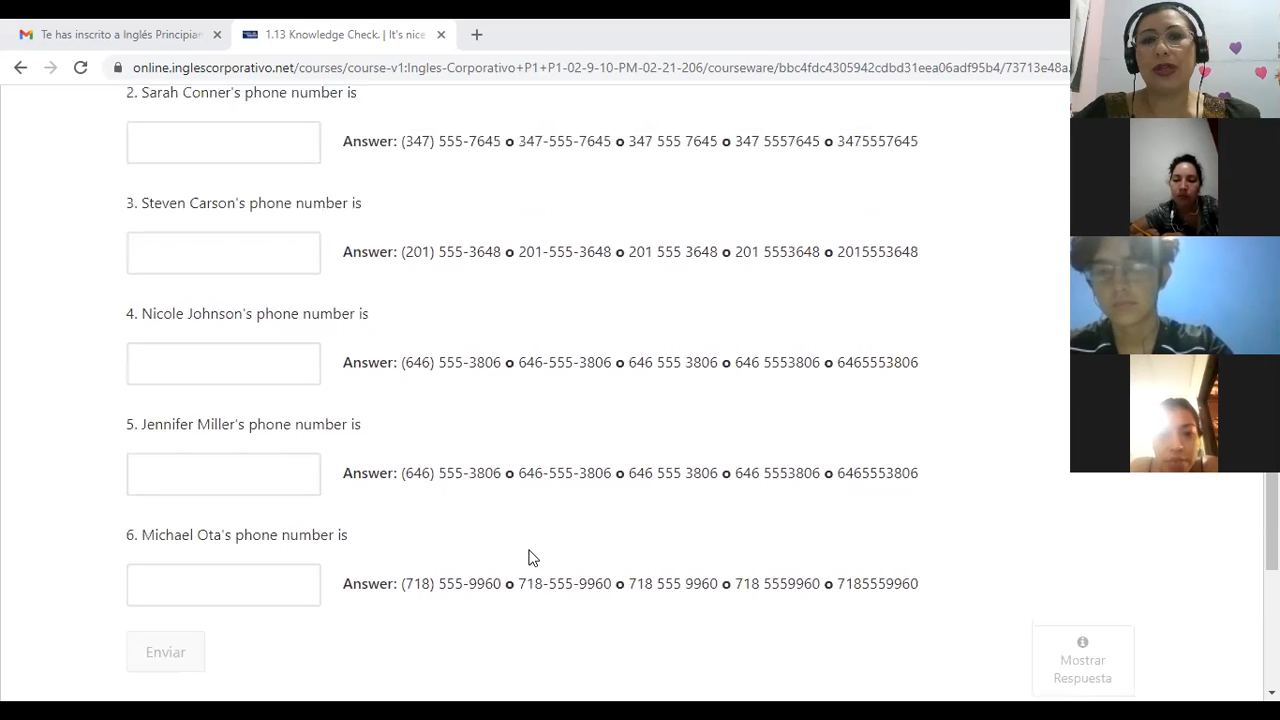 Te has inscrito a Inglés Principian
1.13 Knowledge Check. | It's nice
online.inglescorporativo.net/courses/course-v1:Ingles-Corporativo+P1+P1-02-9-10-PM-02-21-206/courseware/bbc4fdc4305942cdbd31eea06adf95b4/73713e48a
2. Sarah Conner's phone number is
Answer: (347) 555-7645 o 347-555-7645 o 347 555 7645 o 347 5557645 o 3475557645
3. Steven Carson's phone number is
Answer: (201) 555-3648 o 201-555-3648 o 201 555 3648 o 201 5553648 o 2015553648
4. Nicole Johnson's phone number is
Answer: (646) 555-3806 o 646-555-3806 o 646 555 3806 o 646 5553806 o 6465553806
5. Jennifer Miller's phone number is
Answer: (646) 555-3806 o 646-555-3806 o 646 555 3806 o 646 5553806 o 6465553806
6. Michael Ota's phone number is
Answer: (718) 555-9960 o 718-555-9960 o 718 555 9960 o 718 5559960 o 7185559960
Enviar
Mostrar
Respuesta